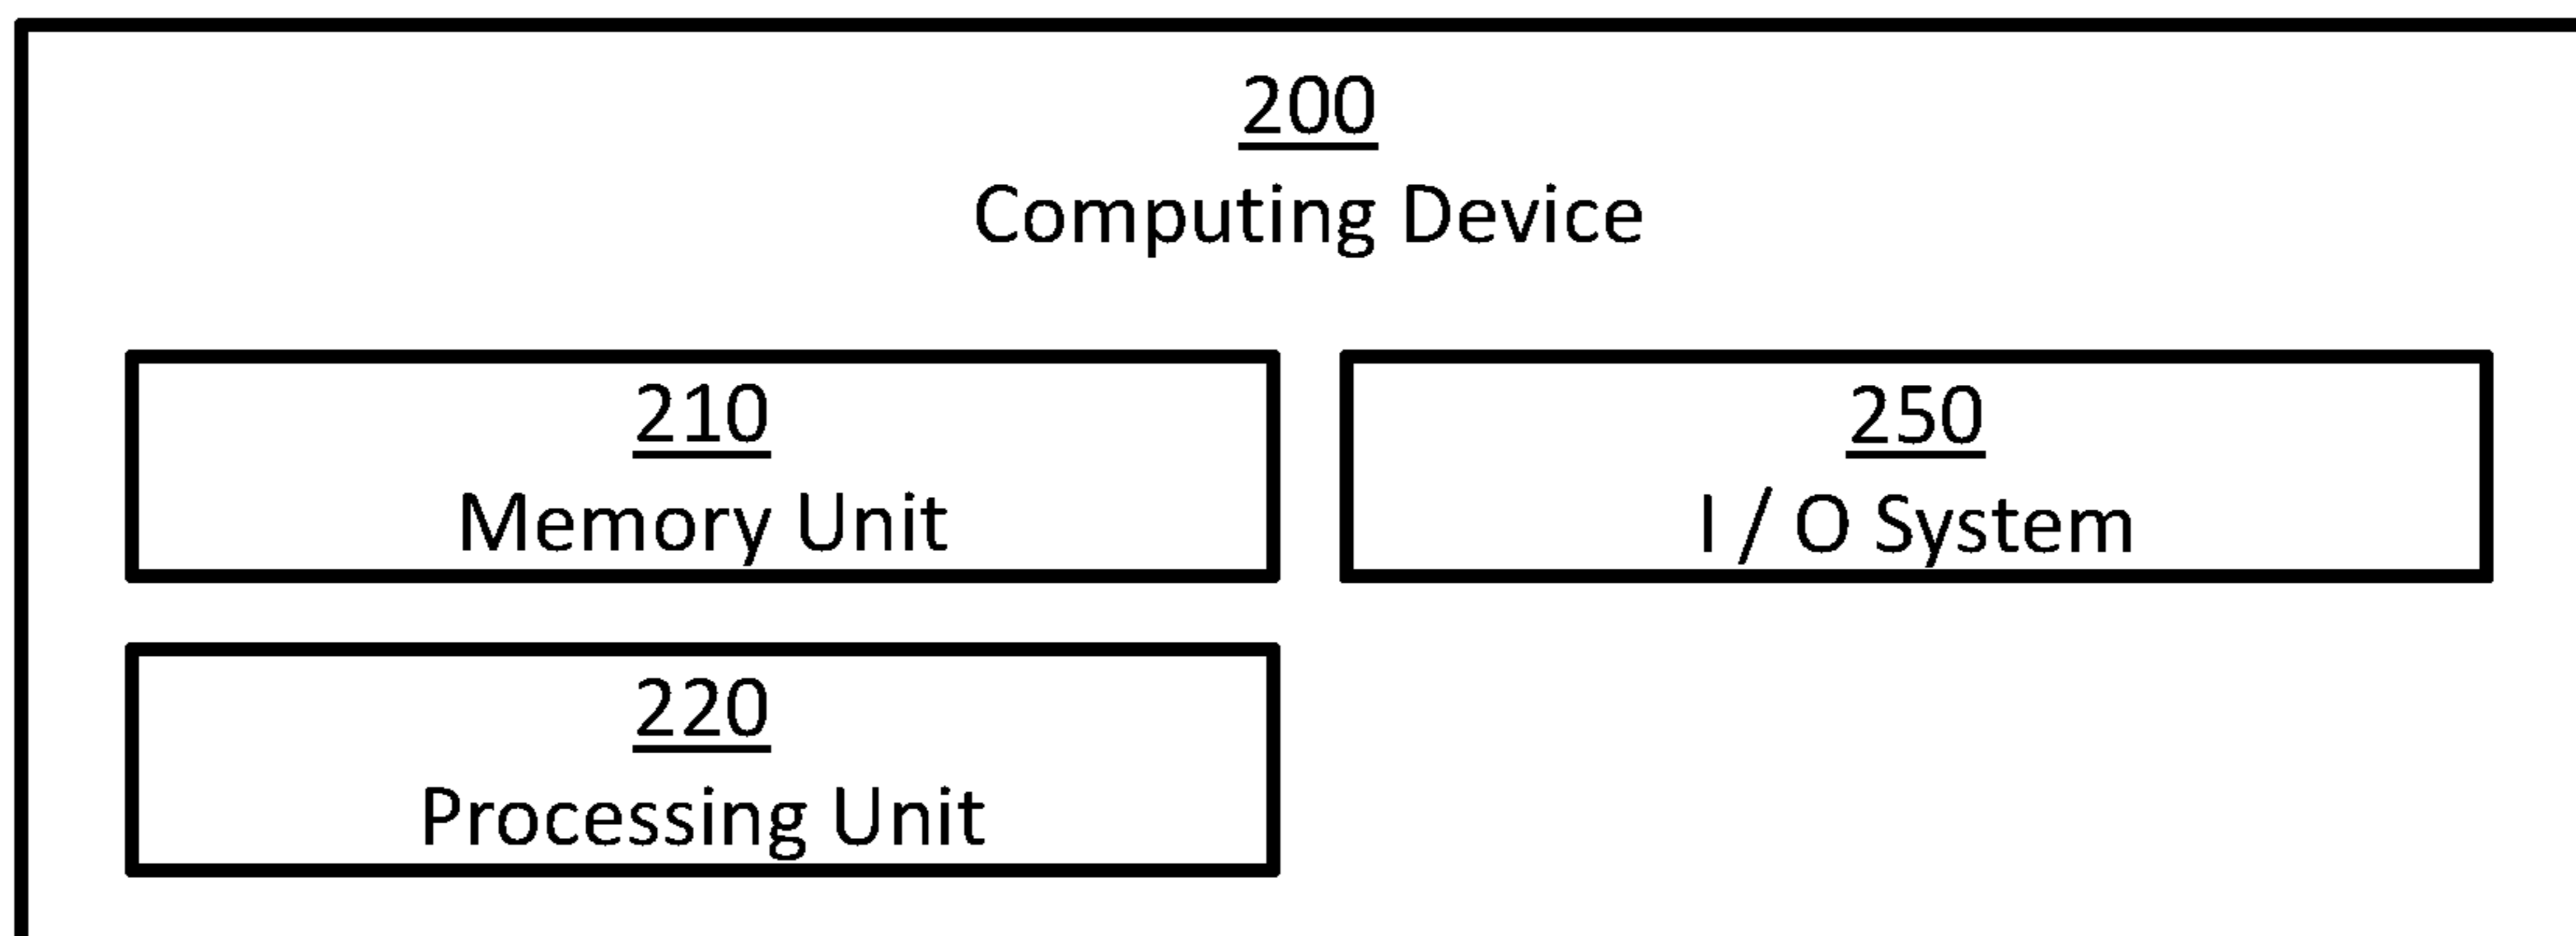 200
Computing Device
210
Memory Unit
250
I / O System
220
Processing Unit